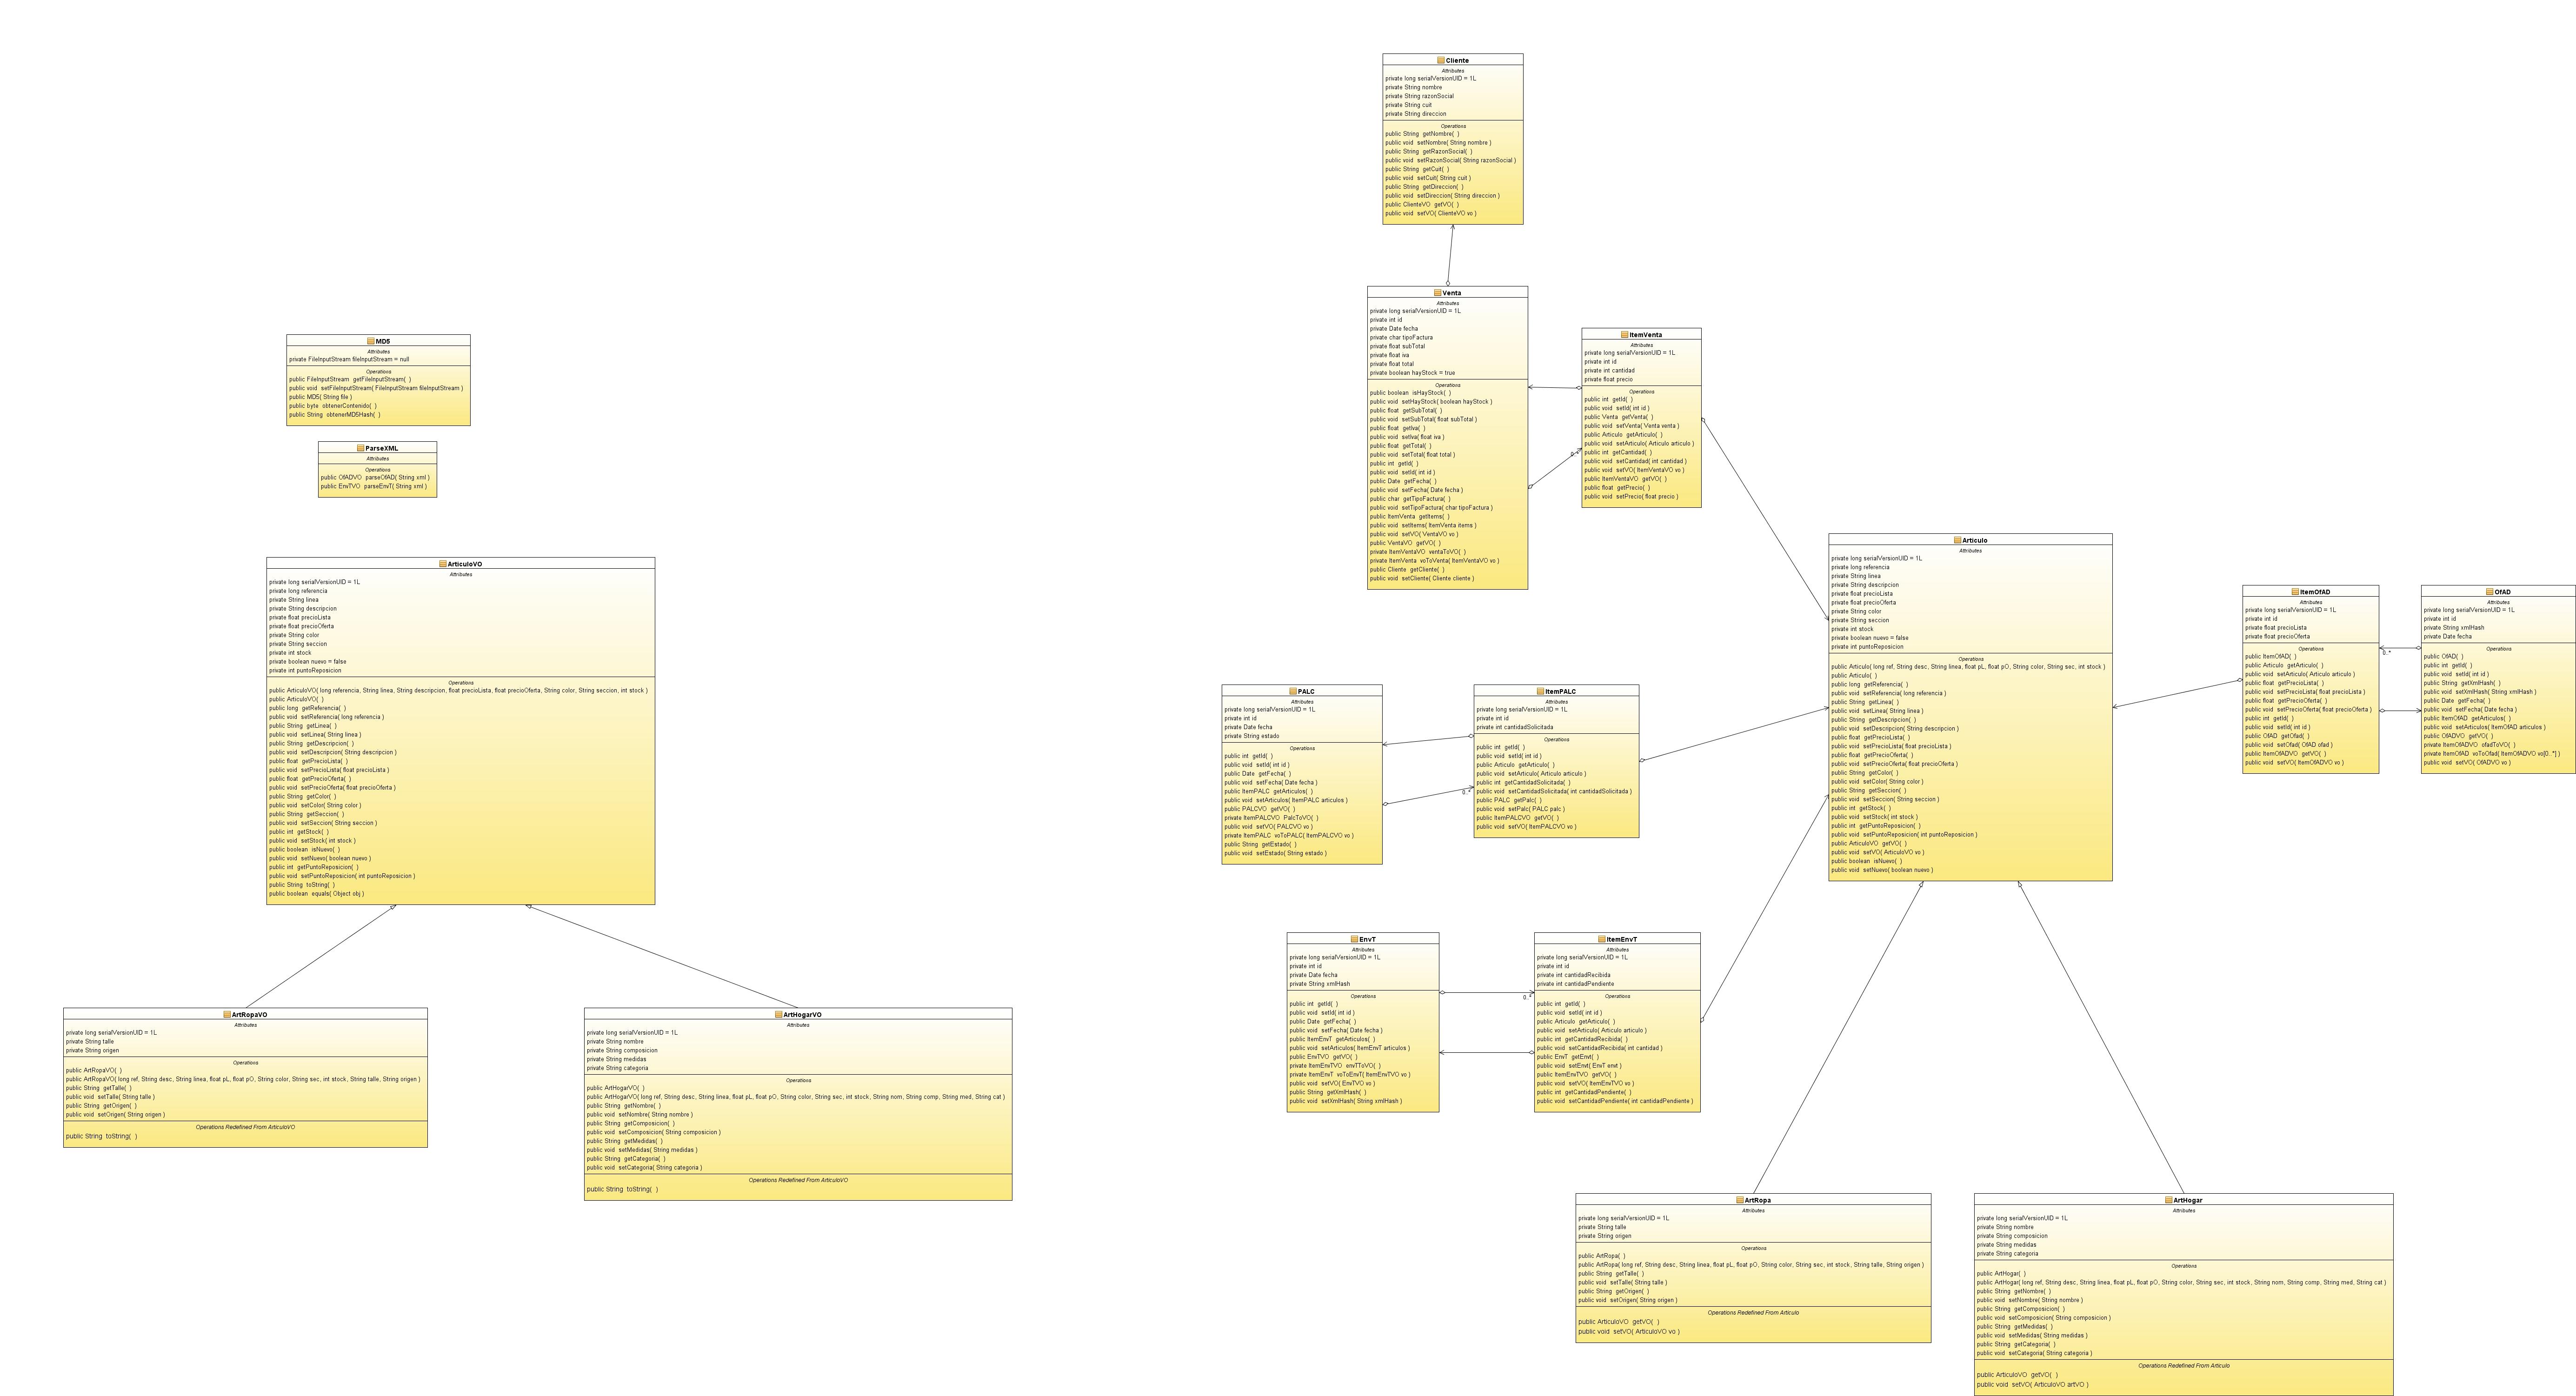 Cliente
Attributes
private long serialVersionUID = 1L
private String nombre
private String razonSocial
private String cuit
private String direccion
Operations
public String getNombre( )
public void setNombre( String nombre )
public String getRazonSocial( )
public void setRazonSocial( String razonSocial )
public String getCuit( )
public void setCuit( String cuit )
public String getDireccion( )
public void setDireccion( String direccion )
public ClienteVO getVO( )
public void setVO( ClienteVO vo )
Venta
Attributes
private long serialVersionUID = 1L
private int id
private Date fecha
private char tipoFactura
private float subTotal
private float iva
private float total
private boolean hayStock = true
Operations
public boolean isHayStock( )
public void setHayStock( boolean hayStock )
public float getSubTotal( )
public void setSubTotal( float subTotal )
public float getIva( )
public void setIva( float iva )
public float getTotal( )
public void setTotal( float total )
public int getId( )
public void setId( int id )
public Date getFecha( )
public void setFecha( Date fecha )
public char getTipoFactura( )
public void setTipoFactura( char tipoFactura )
public ItemVenta getItems( )
public void setItems( ItemVenta items )
public void setVO( VentaVO vo )
public VentaVO getVO( )
private ItemVentaVO ventaToVO( )
private ItemVenta voToVenta( ItemVentaVO vo )
public Cliente getCliente( )
public void setCliente( Cliente cliente )
ItemVenta
Attributes
private long serialVersionUID = 1L
private int id
private int cantidad
private float precio
Operations
public int getId( )
public void setId( int id )
public Venta getVenta( )
public void setVenta( Venta venta )
public Articulo getArticulo( )
public void setArticulo( Articulo articulo )
public int getCantidad( )
public void setCantidad( int cantidad )
public void setVO( ItemVentaVO vo )
public ItemVentaVO getVO( )
public float getPrecio( )
public void setPrecio( float precio )
0..*
MD5
Attributes
private FileInputStream fileInputStream = null
Operations
public FileInputStream getFileInputStream( )
public void setFileInputStream( FileInputStream fileInputStream )
public MD5( String file )
public byte obtenerContenido( )
public String obtenerMD5Hash( )
ParseXML
Attributes
Operations
public OfADVO parseOfAD( String xml )
public EnvTVO parseEnvT( String xml )
ArticuloVO
Attributes
private long serialVersionUID = 1L
private long referencia
private String linea
private String descripcion
private float precioLista
private float precioOferta
private String color
private String seccion
private int stock
private boolean nuevo = false
private int puntoReposicion
Operations
public ArticuloVO( long referencia, String linea, String descripcion, float precioLista, float precioOferta, String color, String seccion, int stock )
public ArticuloVO( )
public long getReferencia( )
public void setReferencia( long referencia )
public String getLinea( )
public void setLinea( String linea )
public String getDescripcion( )
public void setDescripcion( String descripcion )
public float getPrecioLista( )
public void setPrecioLista( float precioLista )
public float getPrecioOferta( )
public void setPrecioOferta( float precioOferta )
public String getColor( )
public void setColor( String color )
public String getSeccion( )
public void setSeccion( String seccion )
public int getStock( )
public void setStock( int stock )
public boolean isNuevo( )
public void setNuevo( boolean nuevo )
public int getPuntoReposicion( )
public void setPuntoReposicion( int puntoReposicion )
public String toString( )
public boolean equals( Object obj )
Articulo
Attributes
private long serialVersionUID = 1L
private long referencia
private String linea
private String descripcion
private float precioLista
private float precioOferta
private String color
private String seccion
private int stock
private boolean nuevo = false
private int puntoReposicion
Operations
public Articulo( long ref, String desc, String linea, float pL, float pO, String color, String sec, int stock )
public Articulo( )
public long getReferencia( )
public void setReferencia( long referencia )
public String getLinea( )
public void setLinea( String linea )
public String getDescripcion( )
public void setDescripcion( String descripcion )
public float getPrecioLista( )
public void setPrecioLista( float precioLista )
public float getPrecioOferta( )
public void setPrecioOferta( float precioOferta )
public String getColor( )
public void setColor( String color )
public String getSeccion( )
public void setSeccion( String seccion )
public int getStock( )
public void setStock( int stock )
public int getPuntoReposicion( )
public void setPuntoReposicion( int puntoReposicion )
public ArticuloVO getVO( )
public void setVO( ArticuloVO vo )
public boolean isNuevo( )
public void setNuevo( boolean nuevo )
ItemOfAD
Attributes
private long serialVersionUID = 1L
private int id
private float precioLista
private float precioOferta
Operations
public ItemOfAD( )
public Articulo getArticulo( )
public void setArticulo( Articulo articulo )
public float getPrecioLista( )
public void setPrecioLista( float precioLista )
public float getPrecioOferta( )
public void setPrecioOferta( float precioOferta )
public int getId( )
public void setId( int id )
public OfAD getOfad( )
public void setOfad( OfAD ofad )
public ItemOfADVO getVO( )
public void setVO( ItemOfADVO vo )
0..*
OfAD
Attributes
private long serialVersionUID = 1L
private int id
private String xmlHash
private Date fecha
Operations
public OfAD( )
public int getId( )
public void setId( int id )
public String getXmlHash( )
public void setXmlHash( String xmlHash )
public Date getFecha( )
public void setFecha( Date fecha )
public ItemOfAD getArticulos( )
public void setArticulos( ItemOfAD articulos )
public OfADVO getVO( )
private ItemOfADVO ofadToVO( )
private ItemOfAD voToOfad( ItemOfADVO vo[0..*] )
public void setVO( OfADVO vo )
PALC
Attributes
private long serialVersionUID = 1L
private int id
private Date fecha
private String estado
Operations
public int getId( )
public void setId( int id )
public Date getFecha( )
public void setFecha( Date fecha )
public ItemPALC getArticulos( )
public void setArticulos( ItemPALC articulos )
public PALCVO getVO( )
private ItemPALCVO PalcToVO( )
public void setVO( PALCVO vo )
private ItemPALC voToPALC( ItemPALCVO vo )
public String getEstado( )
public void setEstado( String estado )
ItemPALC
Attributes
private long serialVersionUID = 1L
private int id
private int cantidadSolicitada
Operations
public int getId( )
public void setId( int id )
public Articulo getArticulo( )
public void setArticulo( Articulo articulo )
public int getCantidadSolicitada( )
public void setCantidadSolicitada( int cantidadSolicitada )
public PALC getPalc( )
public void setPalc( PALC palc )
public ItemPALCVO getVO( )
public void setVO( ItemPALCVO vo )
0..*
EnvT
Attributes
private long serialVersionUID = 1L
private int id
private Date fecha
private String xmlHash
Operations
public int getId( )
public void setId( int id )
public Date getFecha( )
public void setFecha( Date fecha )
public ItemEnvT getArticulos( )
public void setArticulos( ItemEnvT articulos )
public EnvTVO getVO( )
private ItemEnvTVO envTToVO( )
private ItemEnvT voToEnvT( ItemEnvTVO vo )
public void setVO( EnvTVO vo )
public String getXmlHash( )
public void setXmlHash( String xmlHash )
0..*
ItemEnvT
Attributes
private long serialVersionUID = 1L
private int id
private int cantidadRecibida
private int cantidadPendiente
Operations
public int getId( )
public void setId( int id )
public Articulo getArticulo( )
public void setArticulo( Articulo articulo )
public int getCantidadRecibida( )
public void setCantidadRecibida( int cantidad )
public EnvT getEnvt( )
public void setEnvt( EnvT envt )
public ItemEnvTVO getVO( )
public void setVO( ItemEnvTVO vo )
public int getCantidadPendiente( )
public void setCantidadPendiente( int cantidadPendiente )
ArtRopaVO
Attributes
private long serialVersionUID = 1L
private String talle
private String origen
Operations
public ArtRopaVO( )
public ArtRopaVO( long ref, String desc, String linea, float pL, float pO, String color, String sec, int stock, String talle, String origen )
public String getTalle( )
public void setTalle( String talle )
public String getOrigen( )
public void setOrigen( String origen )
Operations Redefined From ArticuloVO
public String toString( )
ArtHogarVO
Attributes
private long serialVersionUID = 1L
private String nombre
private String composicion
private String medidas
private String categoria
Operations
public ArtHogarVO( )
public ArtHogarVO( long ref, String desc, String linea, float pL, float pO, String color, String sec, int stock, String nom, String comp, String med, String cat )
public String getNombre( )
public void setNombre( String nombre )
public String getComposicion( )
public void setComposicion( String composicion )
public String getMedidas( )
public void setMedidas( String medidas )
public String getCategoria( )
public void setCategoria( String categoria )
Operations Redefined From ArticuloVO
public String toString( )
ArtRopa
Attributes
private long serialVersionUID = 1L
private String talle
private String origen
Operations
public ArtRopa( )
public ArtRopa( long ref, String desc, String linea, float pL, float pO, String color, String sec, int stock, String talle, String origen )
public String getTalle( )
public void setTalle( String talle )
public String getOrigen( )
public void setOrigen( String origen )
Operations Redefined From Articulo
public ArticuloVO getVO( )
public void setVO( ArticuloVO vo )
ArtHogar
Attributes
private long serialVersionUID = 1L
private String nombre
private String composicion
private String medidas
private String categoria
Operations
public ArtHogar( )
public ArtHogar( long ref, String desc, String linea, float pL, float pO, String color, String sec, int stock, String nom, String comp, String med, String cat )
public String getNombre( )
public void setNombre( String nombre )
public String getComposicion( )
public void setComposicion( String composicion )
public String getMedidas( )
public void setMedidas( String medidas )
public String getCategoria( )
public void setCategoria( String categoria )
Operations Redefined From Articulo
public ArticuloVO getVO( )
public void setVO( ArticuloVO artVO )